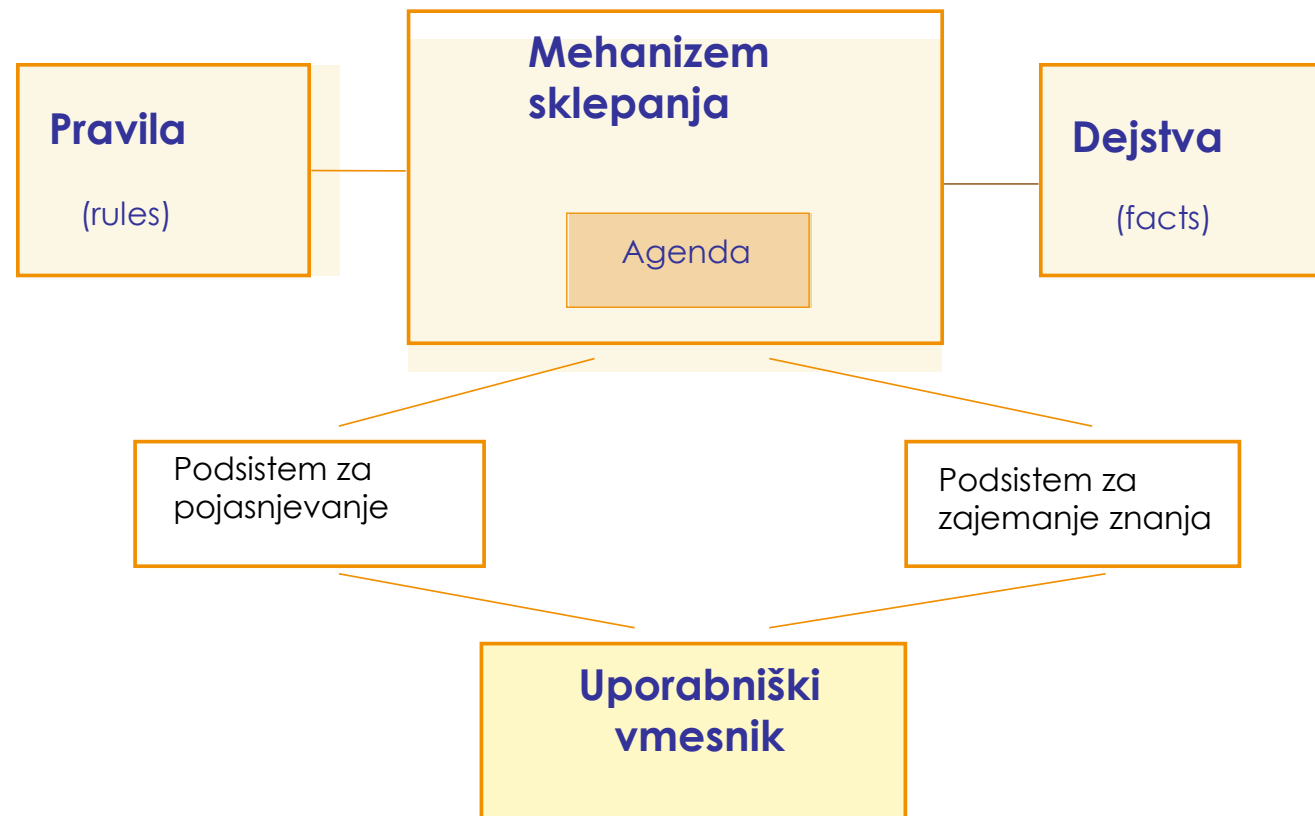 Mehanizem
sklepanja
Pravila
(rules)
Dejstva
(facts)
Agenda
Podsistem za
pojasnjevanje
Podsistem za
zajemanje znanja
Uporabniški
vmesnik